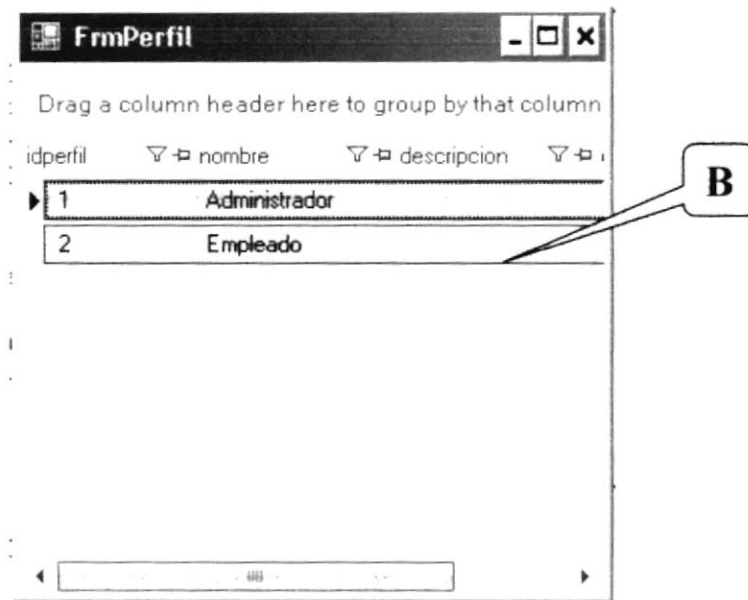 FrmPerfil
Drag a column header here to group by that column
idperfil nombre descripcion
1 Administrador
2 Empleado
B